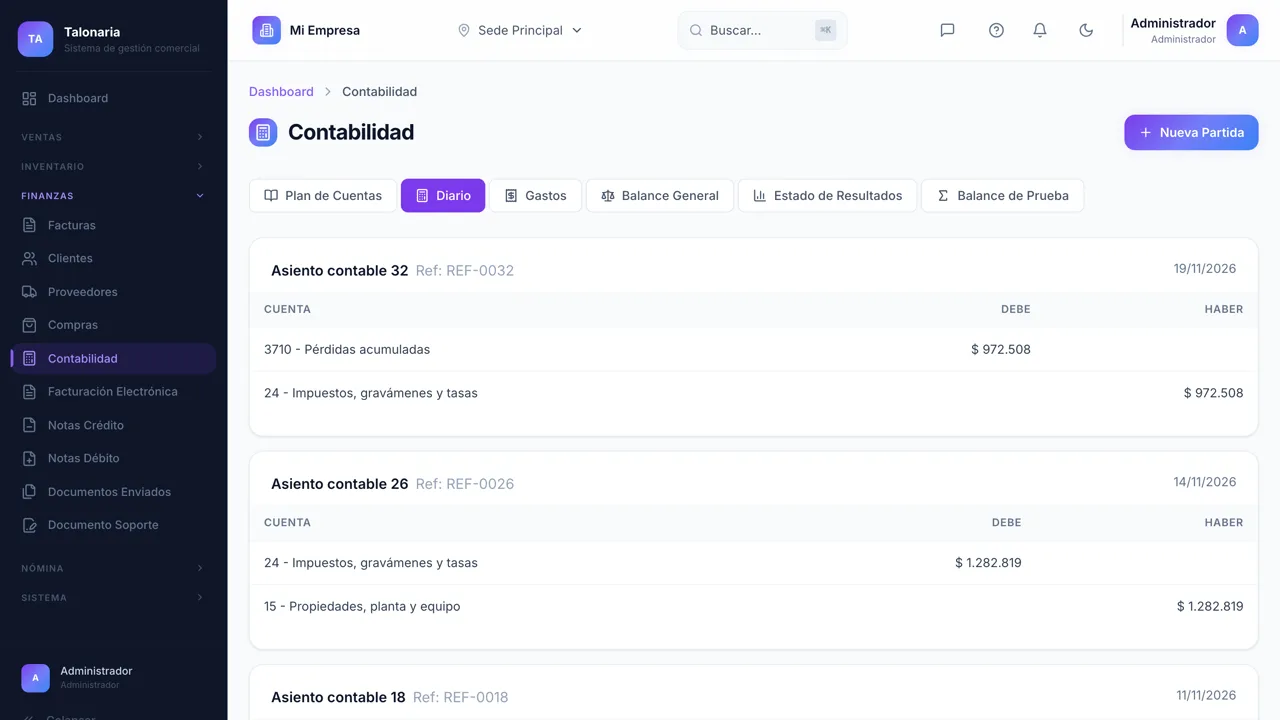 TA
Talonaria
Sistema de gestión comercial
Dashboard
VENTAS
INVENTARIO
FINANZAS
Facturas
Clientes
Proveedores
Compras
Contabilidad
Facturación Electrónica
Notas Crédito
Notas Débito
Documentos Enviados
Documento Soporte
NÓMINA
SISTEMA
A
Administrador
Administrador
Mi Empresa
Sede Principal
Buscar...
⌘K
Administrador
Administrador
A
Dashboard > Contabilidad
Contabilidad
+ Nueva Partida
Plan de Cuentas
Diario
Gastos
Balance General
Estado de Resultados
Balance de Prueba
Asiento contable 32 Ref: REF-0032
19/11/2026
CUENTA DEBE HABER
3710 - Pérdidas acumuladas $ 972.508
24 - Impuestos, gravámenes y tasas $ 972.508
Asiento contable 26 Ref: REF-0026
14/11/2026
CUENTA DEBE HABER
24 - Impuestos, gravámenes y tasas $ 1.282.819
15 - Propiedades, planta y equipo $ 1.282.819
Asiento contable 18 Ref: REF-0018
11/11/2026